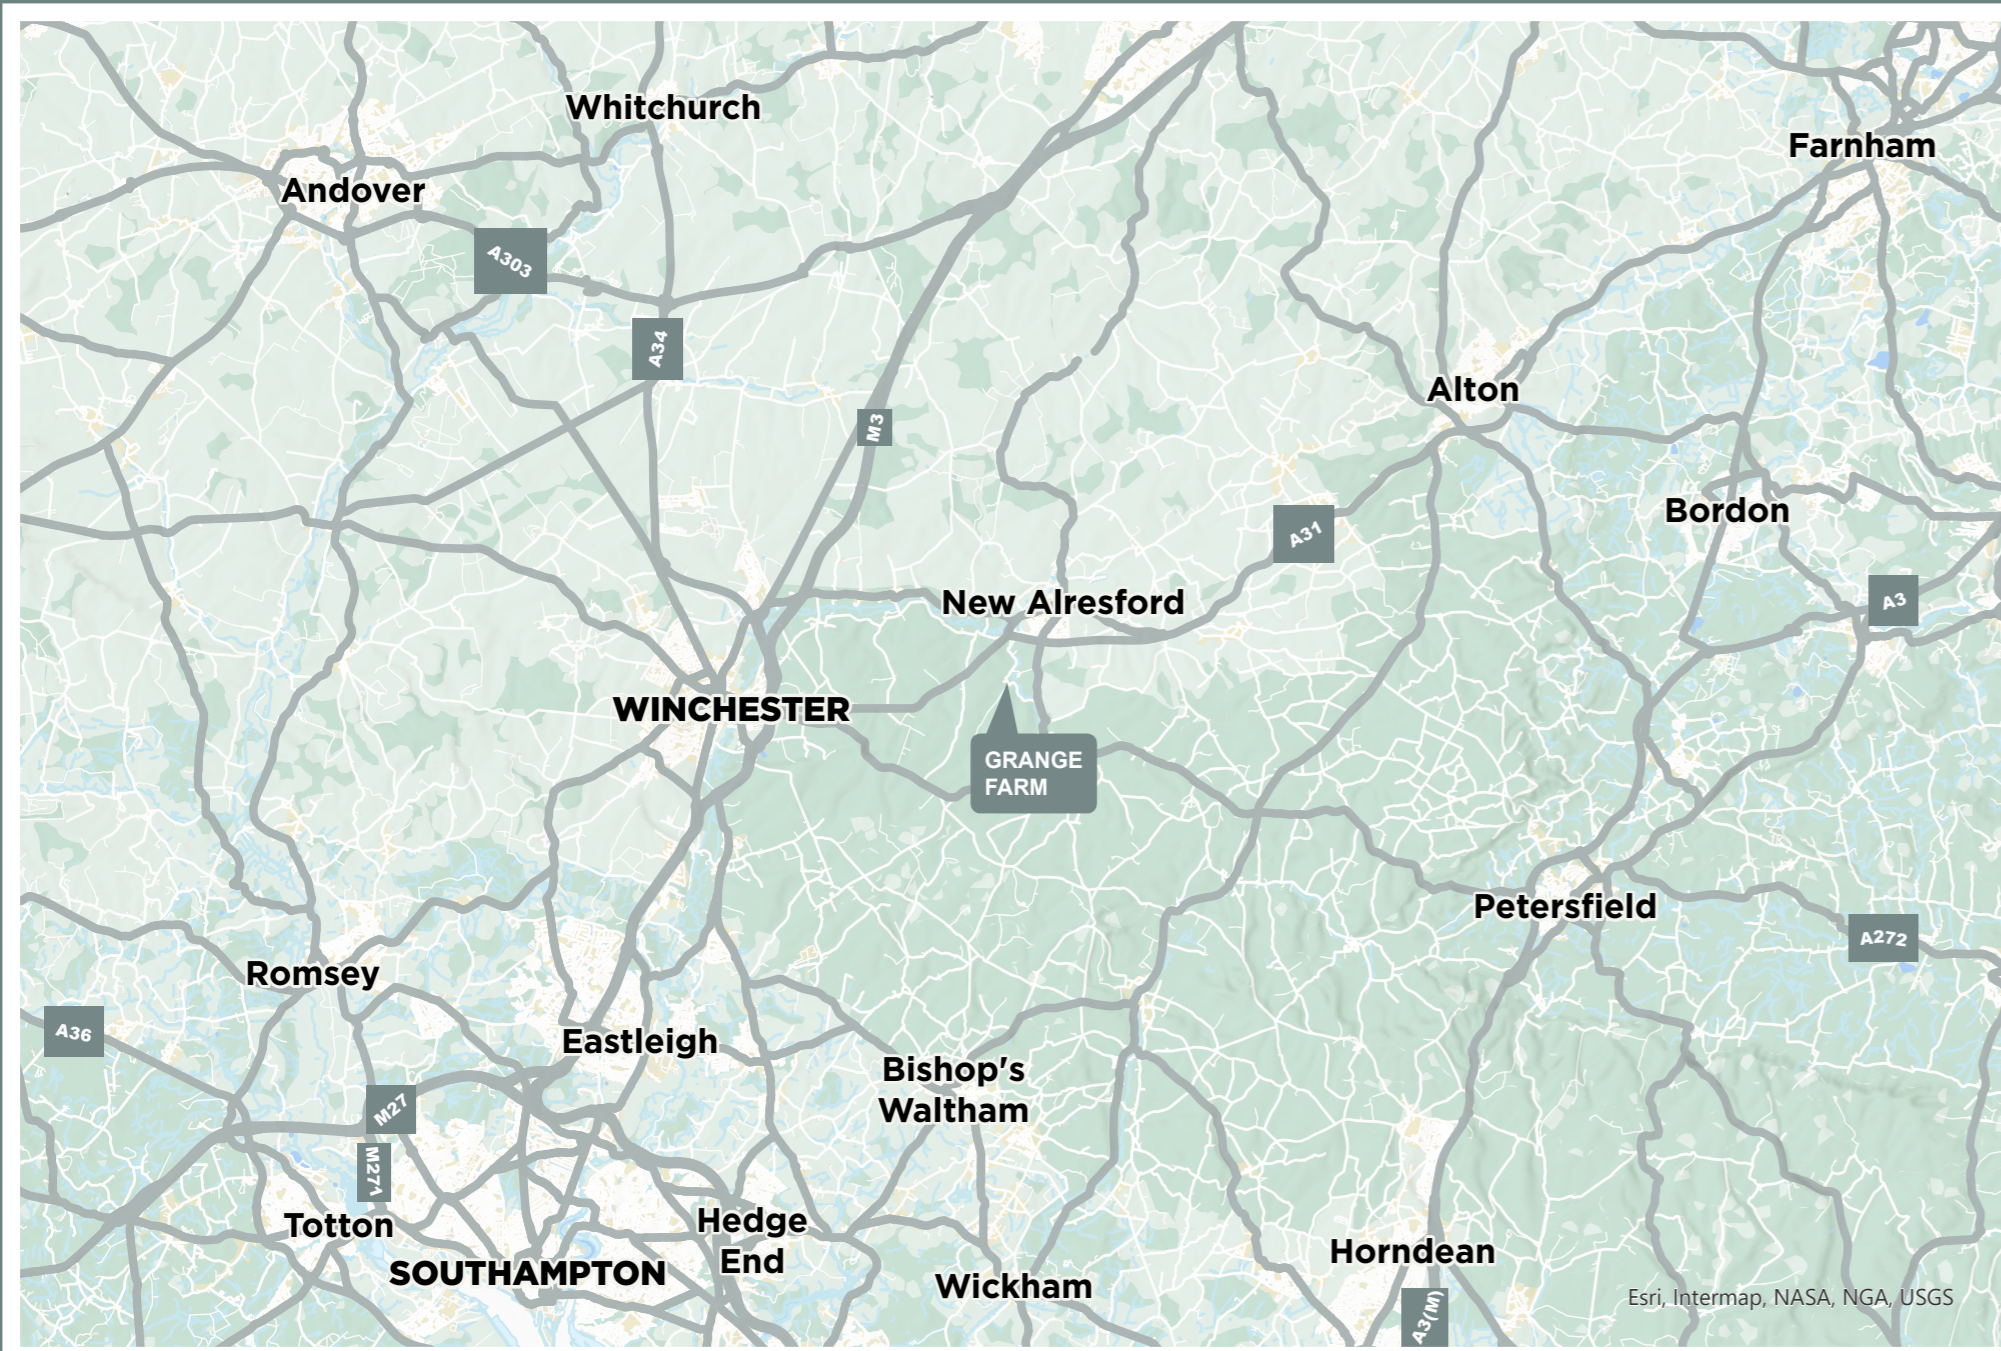 Whitchurch
Farnham
Andover
A303
A34
Alton
M3
Bordon
A31
New Alresford
A3
WINCHESTER
GRANGE
FARM
Petersfield
A272
Romsey
A36
Eastleigh
Bishop's
Waltham
M27
M271
Totton
Hedge
End
SOUTHAMPTON
Wickham
Horndean
A3(M)
Esri, Intermap, NASA, NGA, USGS